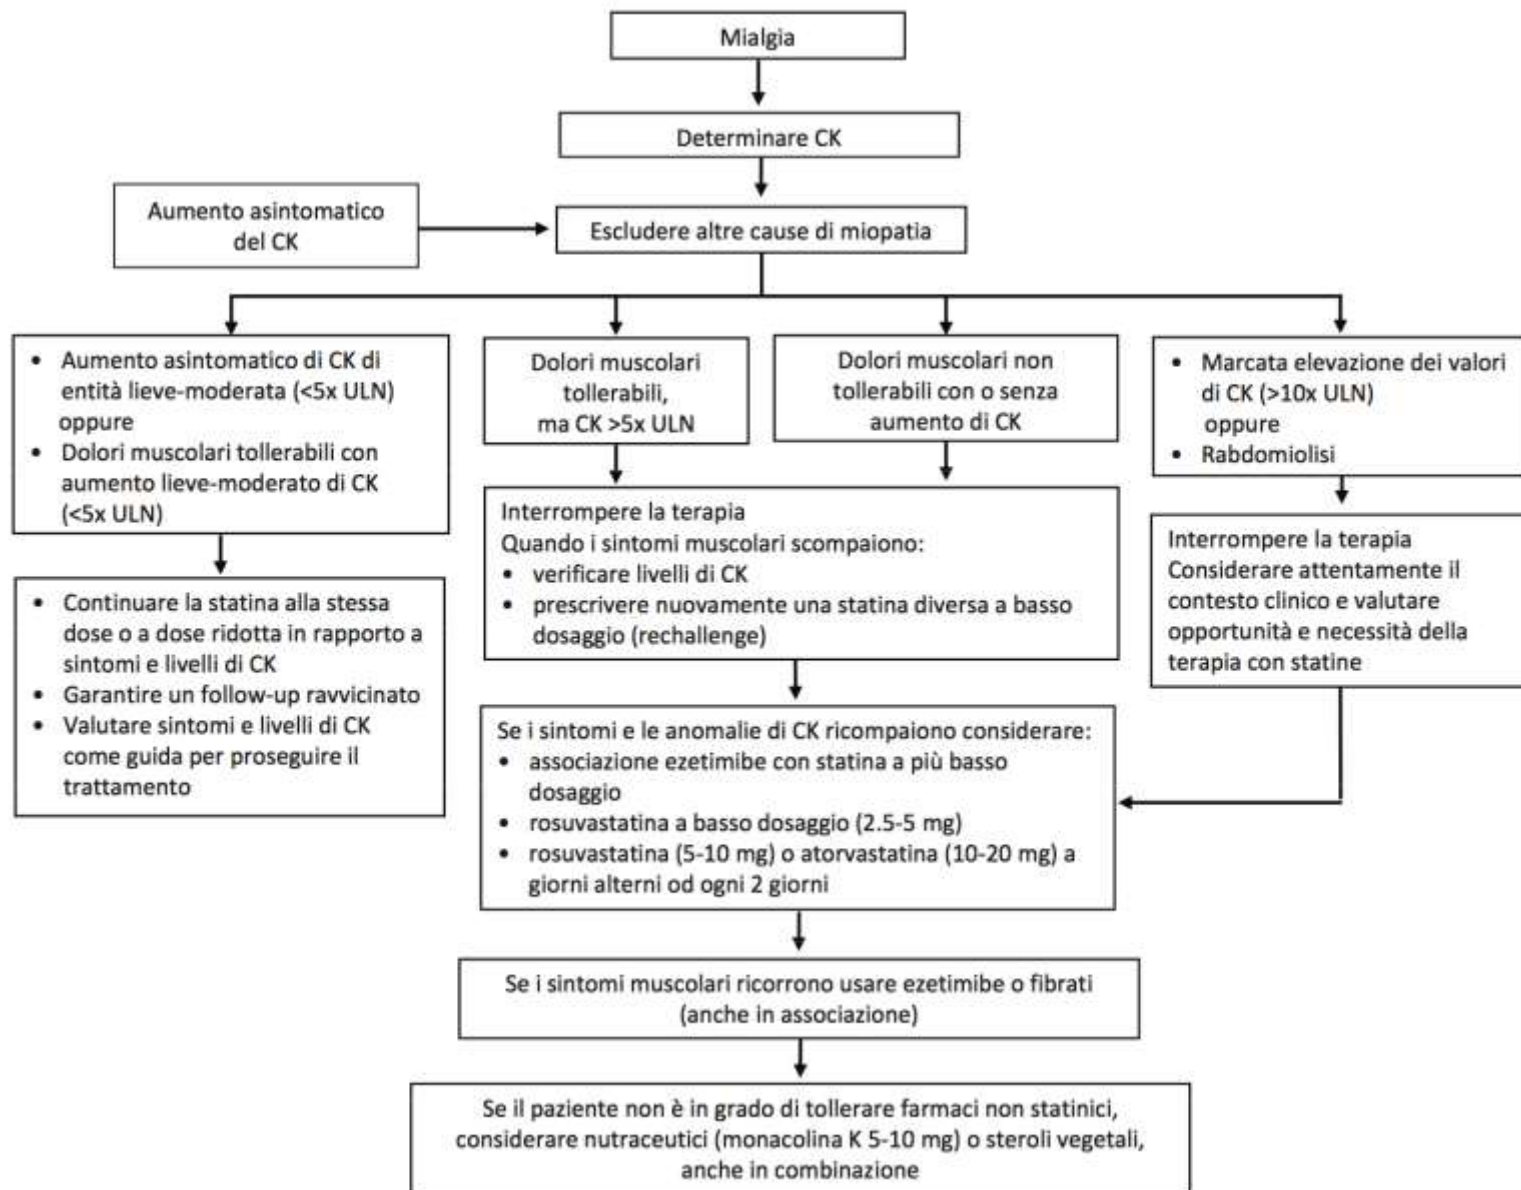 Mialgia
Determinare CK
Aumento asintomatico
del CK
Escludere altre cause di miopatia
• Aumento asintomatico di CK di
entità lieve-moderata (<5x ULN)
oppure
• Dolori muscolari tollerabili con
aumento lieve-moderato di CK
(<5x ULN)
Dolori muscolari
tollerabili,
ma CK >5x ULN
Dolori muscolari non
tollerabili con o senza
aumento di CK
• Marcata elevazione dei valori
di CK (>10x ULN)
oppure
• Rabdomiolisi
• Continuare la statina alla stessa
dose o a dose ridotta in rapporto a
sintomi e livelli di CK
• Garantire un follow-up ravvicinato
• Valutare sintomi e livelli di CK
come guida per proseguire il
trattamento
Interrompere la terapia
Quando i sintomi muscolari scompaiono:
• verificare livelli di CK
• prescrivere nuovamente una statina diversa a basso
dosaggio (rechallenge)
Interrompere la terapia
Considerare attentamente il
contesto clinico e valutare
opportunità e necessità della
terapia con statine
Se i sintomi e le anomalie di CK ricompaiono considerare:
• associazione ezetimibe con statina a più basso
dosaggio
• rosuvastatina a basso dosaggio (2.5-5 mg)
• rosuvastatina (5-10 mg) o atorvastatina (10-20 mg) a
giorni alterni od ogni 2 giorni
Se i sintomi muscolari ricorrono usare ezetimibe o fibrati
(anche in associazione)
Se il paziente non è in grado di tollerare farmaci non statinici,
considerare nutraceutici (monacolina K 5-10 mg) o steroli vegetali,
anche in combinazione